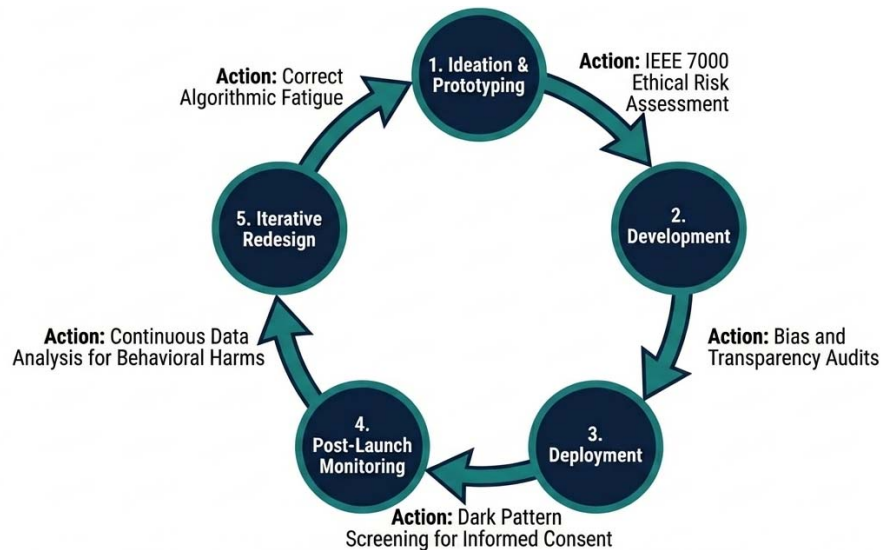 1. Ideation &
Prototyping
Action: IEEE 7000
Ethical Risk
Assessment
2.
Development
Action: Bias and
Transparency Audits
3.
Deployment
Action: Dark Pattern
Screening for Informed Consent
4.
Post-Launch
Monitoring
Action: Continuous Data
Analysis for Behavioral Harms
5. Iterative
Redesign
Action: Correct
Algorithmic Fatigue